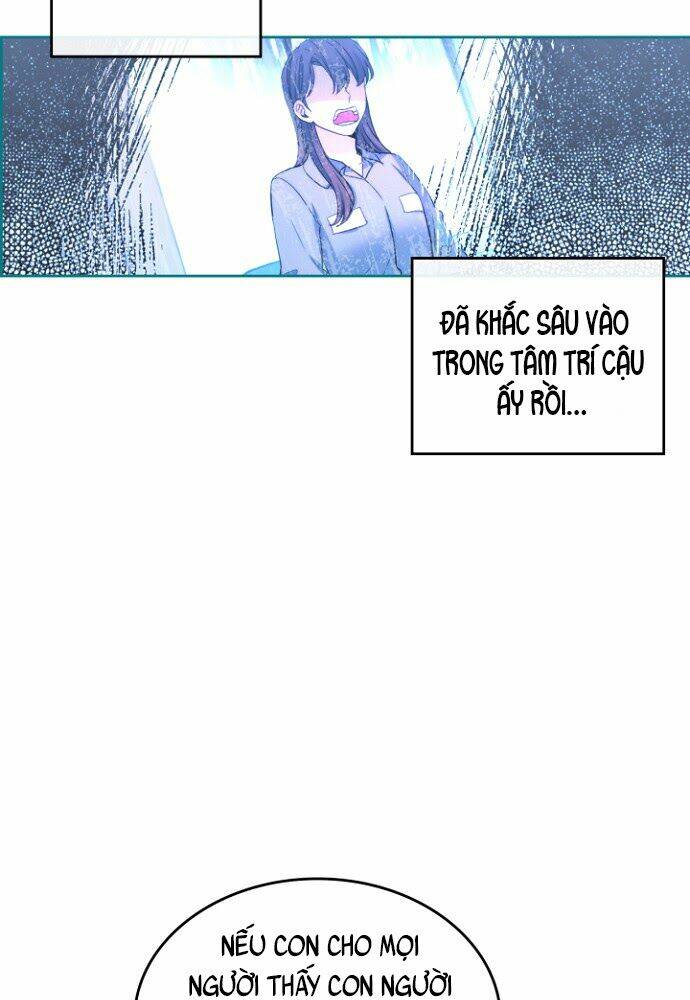 ĐÃ KHẮC SÂU VÀO
TRONG TÂM TRÍ CẬU
ẤY RỒI...
NẾU CON CHO MỌI
NGƯỜI THẤY CON NGƯỜI